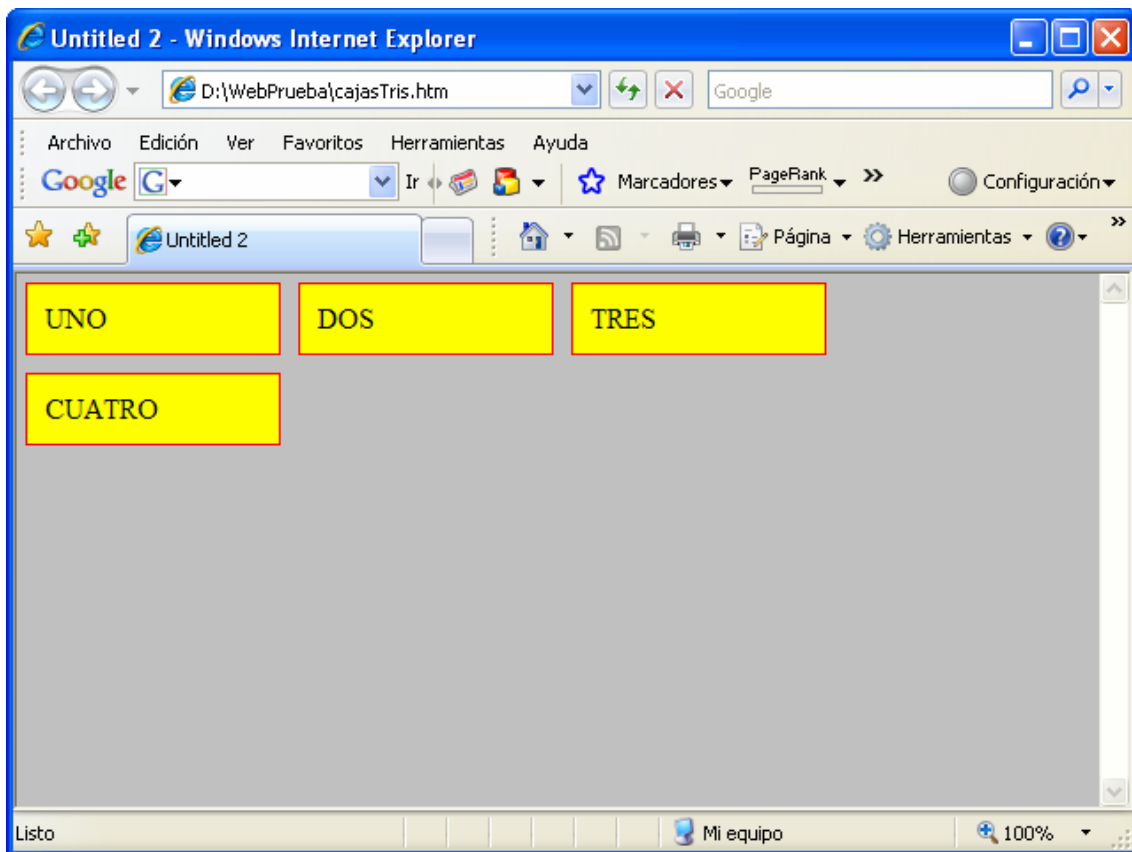 Untitled 2 - Windows Internet Explorer
D:\WebPrueba\cajasTris.htm Google
Archivo Edición Ver Favoritos Herramientas Ayuda
Google G Ir Marcadores PageRank Configuración
Untitled 2 Página Herramientas
UNO DOS TRES
CUATRO
Listo Mi equipo 100%